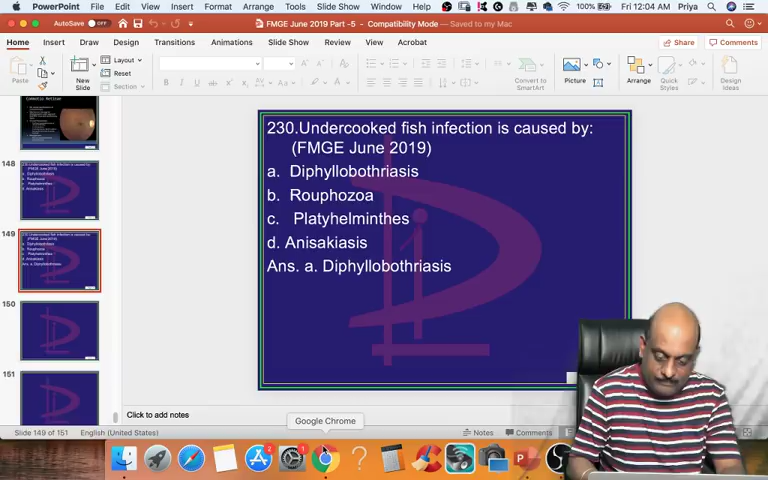 PowerPoint File Edit View Insert Format Arrange Tools Slide Show Window Help 100% Fri 12:04 AM Priya
AutoSave OFF FMGE June 2019 Part -5 - Compatibility Mode — Saved to my Mac
Home Insert Draw Design Transitions Animations Slide Show Review View Acrobat Share Comments
Paste New Slide Layout Reset Section Convert to SmartArt Picture Arrange Quick Styles Design Ideas
148
149
150
151
230.Undercooked fish infection is caused by:
(FMGE June 2019)
a. Diphyllobothriasis
b. Rouphozoa
c. Platyhelminthes
d. Anisakiasis
Ans. a. Diphyllobothriasis
Click to add notes
Google Chrome
Slide 149 of 151 English (United States) Notes Comments